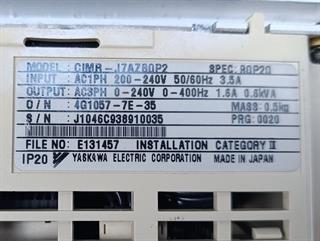 MODEL : CIMR-J7AZB0P2 SPEC: B0P20
INPUT : AC1PH 200-240V 50/60Hz 3.5A
OUTPUT: AC3PH 0-240V 0-400Hz 1.6A 0.6kVA
O/N : 4G1057-7E-35 MASS: 0.5kg
S/N : J1046C938910035 PRG: 0020
FILE NO: E131457 INSTALLATION CATEGORY II
IP20 YASKAWA ELECTRIC CORPORATION MADE IN JAPAN